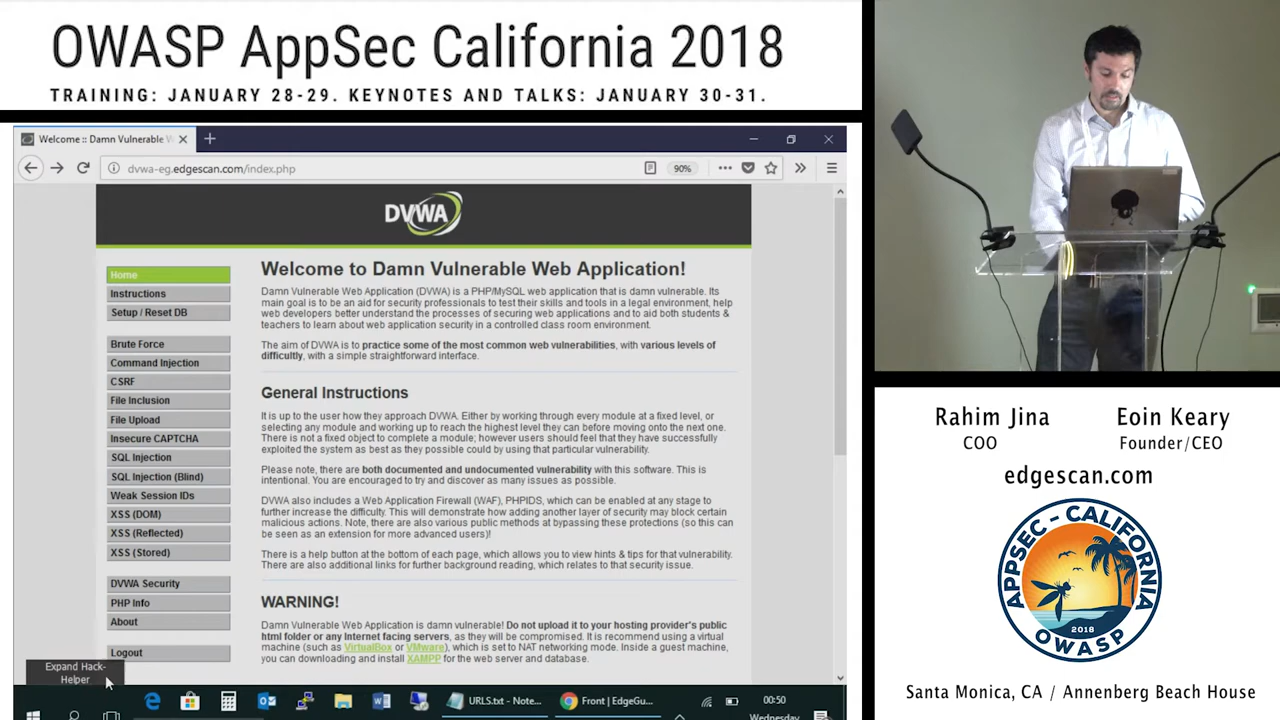 OWASP AppSec California 2018
TRAINING: JANUARY 28-29. KEYNOTES AND TALKS: JANUARY 30-31.
Welcome :: Damn Vulnerable W
dvwa-eg.edgescan.com/index.php
90%
DVWA
Home
Instructions
Setup / Reset DB
Brute Force
Command Injection
CSRF
File Inclusion
File Upload
Insecure CAPTCHA
SQL Injection
SQL Injection (Blind)
Weak Session IDs
XSS (DOM)
XSS (Reflected)
XSS (Stored)
DVWA Security
PHP Info
About
Logout
Welcome to Damn Vulnerable Web Application!
Damn Vulnerable Web Application (DVWA) is a PHP/MySQL web application that is damn vulnerable. Its
main goal is to be an aid for security professionals to test their skills and tools in a legal environment, help
web developers better understand the processes of securing web applications and to aid both students &
teachers to learn about web application security in a controlled class room environment.
The aim of DVWA is to practice some of the most common web vulnerabilities, with various levels of
difficultly, with a simple straightforward interface.
General Instructions
It is up to the user how they approach DVWA. Either by working through every module at a fixed level, or
selecting any module and working up to reach the highest level they can before moving onto the next one.
There is not a fixed object to complete a module; however users should feel that they have successfully
exploited the system as best as they possible could by using that particular vulnerability.
Please note, there are both documented and undocumented vulnerability with this software. This is
intentional. You are encouraged to try and discover as many issues as possible.
DVWA also includes a Web Application Firewall (WAF), PHPIDS, which can be enabled at any stage to
further increase the difficulty. This will demonstrate how adding another layer of security may block certain
malicious actions. Note, there are also various public methods at bypassing these protections (so this can
be seen as an extension for more advanced users)!
There is a help button at the bottom of each page, which allows you to view hints & tips for that vulnerability.
There are also additional links for further background reading, which relates to that security issue.
WARNING!
Damn Vulnerable Web Application is damn vulnerable! Do not upload it to your hosting provider's public
html folder or any Internet facing servers, as they will be compromised. It is recommend using a virtual
machine (such as VirtualBox or VMware), which is set to NAT networking mode. Inside a guest machine,
you can downloading and install XAMPP for the web server and database.
Expand Hack-
Helper
URLS.txt - Note...
Front | EdgeGu...
00:50
Wednesday
Rahim Jina
COO
Eoin Keary
Founder/CEO
edgescan.com
APPSEC - CALIFORNIA
2018
OWASP
Santa Monica, CA / Annenberg Beach House